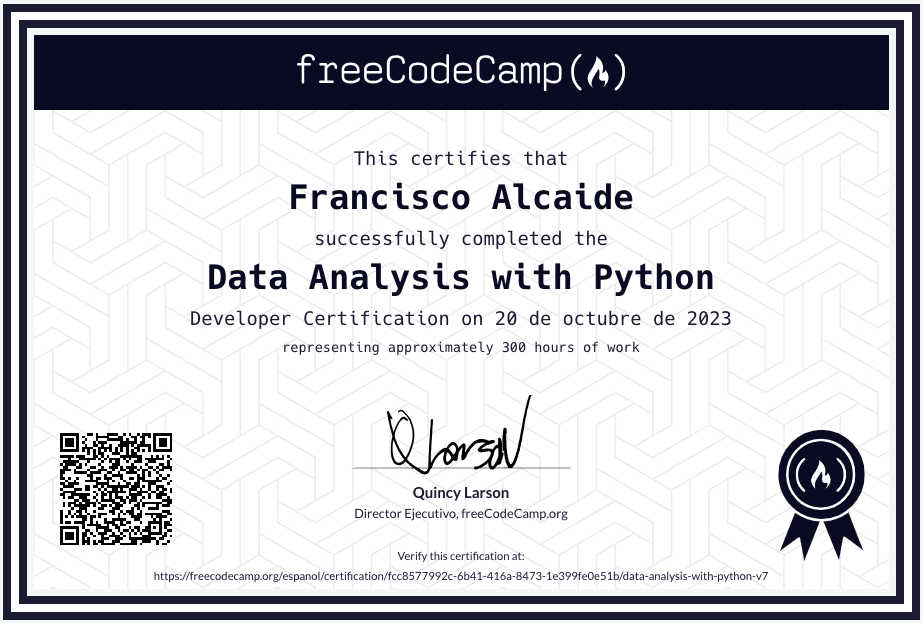 freeCodeCamp
This certifies that
Francisco Alcaide
successfully completed the
Data Analysis with Python
Developer Certification on 20 de octubre de 2023
representing approximately 300 hours of work
QLarson
Quincy Larson
Director Ejecutivo, freeCodeCamp.org
Verify this certification at:
https://freecodecamp.org/espanol/certification/fcc8577992c-6b41-416a-8473-1e399fe0e51b/data-analysis-with-python-v7